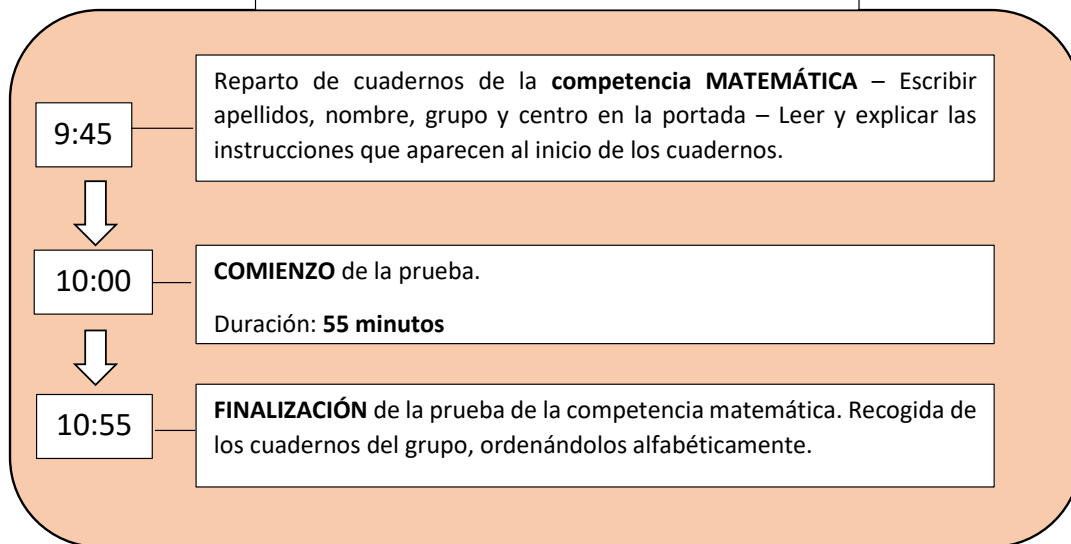 9:45
Reparto de cuadernos de la competencia MATEMÁTICA – Escribir
apellidos, nombre, grupo y centro en la portada – Leer y explicar las
instrucciones que aparecen al inicio de los cuadernos.
10:00
COMIENZO de la prueba.
Duración: 55 minutos
10:55
FINALIZACIÓN de la prueba de la competencia matemática. Recogida de
los cuadernos del grupo, ordenándolos alfabéticamente.